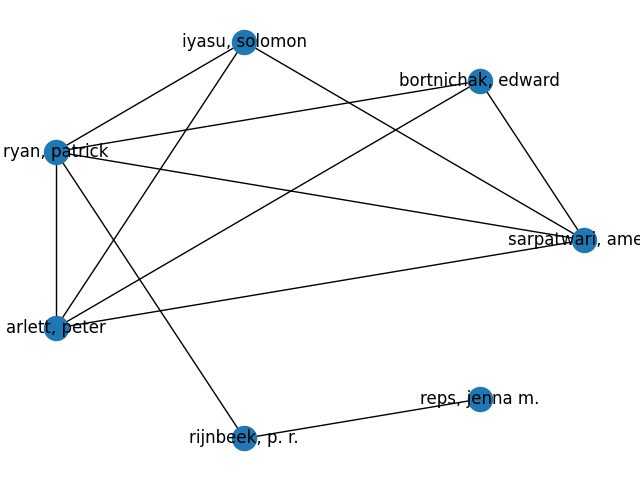 iyasu, solomon
bortnichak, edward
ryan, patrick
sarpatwari, ame
arlett, peter
reps, jenna m.
rijnbeek, p. r.